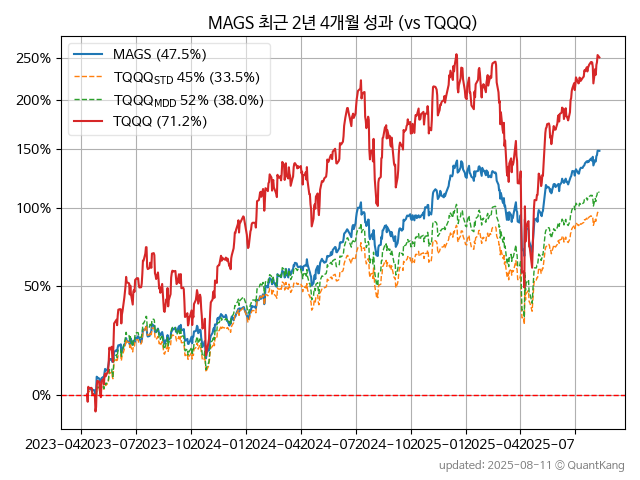 MAGS 최근 2년 4개월 성과 (vs TQQQ)
MAGS (47.5%)
TQQQSTD 45% (33.5%)
TQQQMDD 52% (38.0%)
TQQQ (71.2%)
250%
200%
150%
100%
50%
0%
2023-04 2023-07 2023-10 2024-01 2024-04 2024-07 2024-10 2025-01 2025-04 2025-07
updated: 2025-08-11 © QuantKang